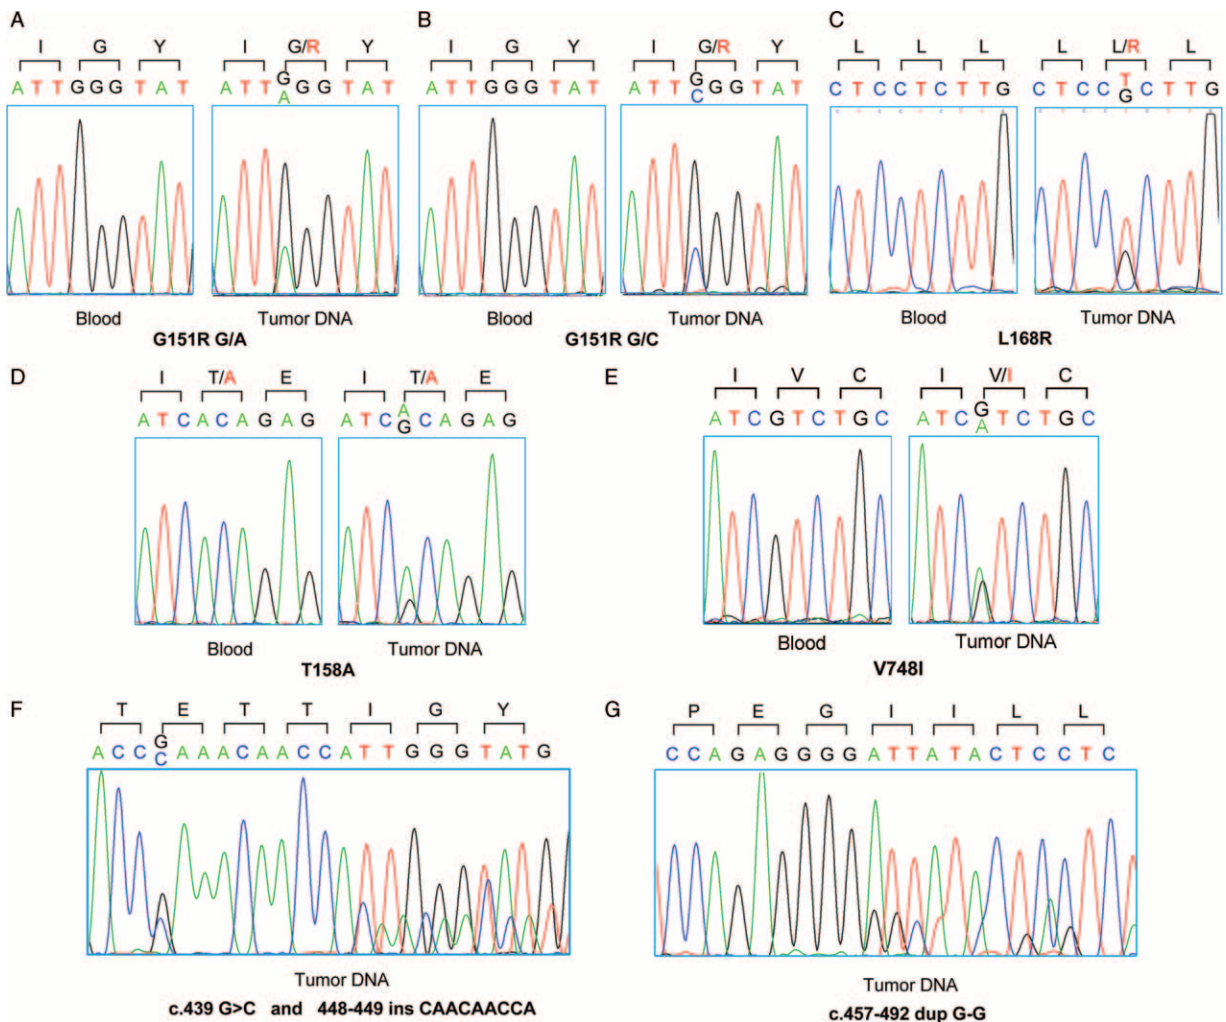 A
I G Y I G/R Y
A T T G G G T A T A T T G G G T A T
A
Blood Tumor DNA
G151R G/A
B
I G Y I G/R Y
A T T G G G T A T A T T G G G T A T
C
Blood Tumor DNA
G151R G/C
C
L L L L L/R L
C T C C T C T T G C T C C T C T T G
G
Blood Tumor DNA
L168R
D
I T/A E I T/A E
A T C A C A G A G A T C A C A G A G
G
Blood Tumor DNA
T158A
E
I V C I V/I C
A T C G T C T G C A T C G T C T G C
A
Blood Tumor DNA
V748I
F
T E T T I G Y
A C C G A A A C A A C C A T T G G G T A T G
C
Tumor DNA
c.439 G>C and 448-449 ins CAACAACCA
G
P E G I I L L
C C A G A G G G G A T T A T A C T C C T C
Tumor DNA
c.457-492 dup G-G